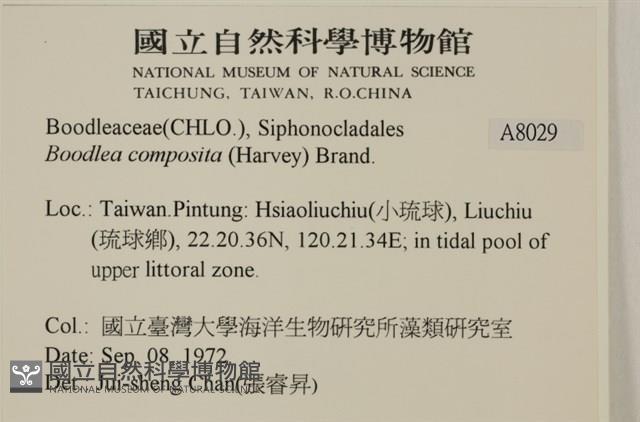 國立自然科學博物館
NATIONAL MUSEUM OF NATURAL SCIENCE
TAICHUNG, TAIWAN, R.O.CHINA
Boodleaceae(CHLO.), Siphonocladales
A8029
Boodlea composita (Harvey) Brand.
Loc.: Taiwan.Pintung: Hsiaoliuchiu(小琉球), Liuchiu
(琉球鄉), 22.20.36N, 120.21.34E; in tidal pool of
upper littoral zone.
Col.: 國立臺灣大學海洋生物研究所藻類研究室
Date: Sep. 08, 1972
Det.: Jui-sheng Chan(張睿昇)
國立自然科學博物館
NATIONAL MUSEUM OF NATURAL SCIENCE